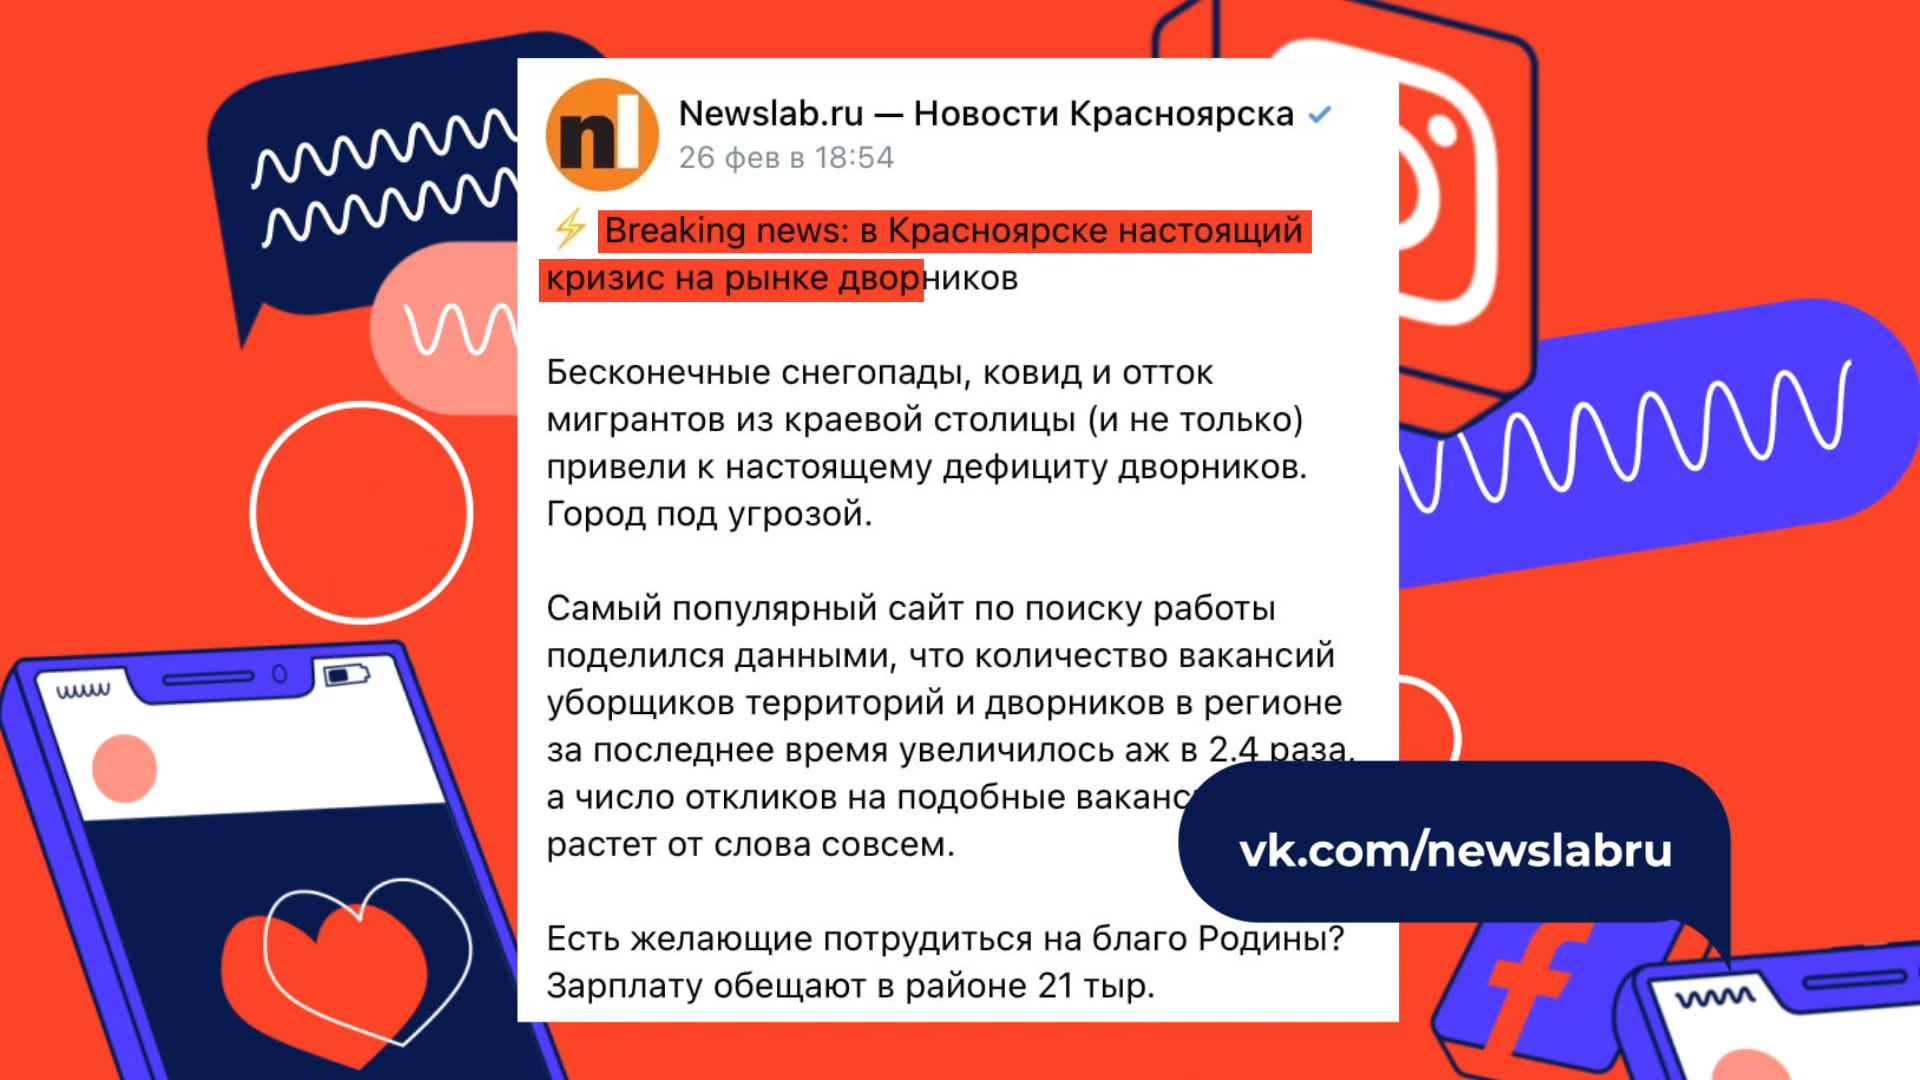 nl
Newslab.ru — Новости Красноярска
26 фев в 18:54
⚡ Breaking news: в Красноярске настоящий
кризис на рынке дворников
Бесконечные снегопады, ковид и отток
мигрантов из краевой столицы (и не только)
привели к настоящему дефициту дворников.
Город под угрозой.
Самый популярный сайт по поиску работы
поделился данными, что количество вакансий
уборщиков территорий и дворников в регионе
за последнее время увеличилось аж в 2.4 раза,
а число откликов на подобные
растет от слова совсем.
Есть желающие потрудиться на благо Родины?
Зарплату обещают в районе 21 тыр.
vk.com/newslabru
f